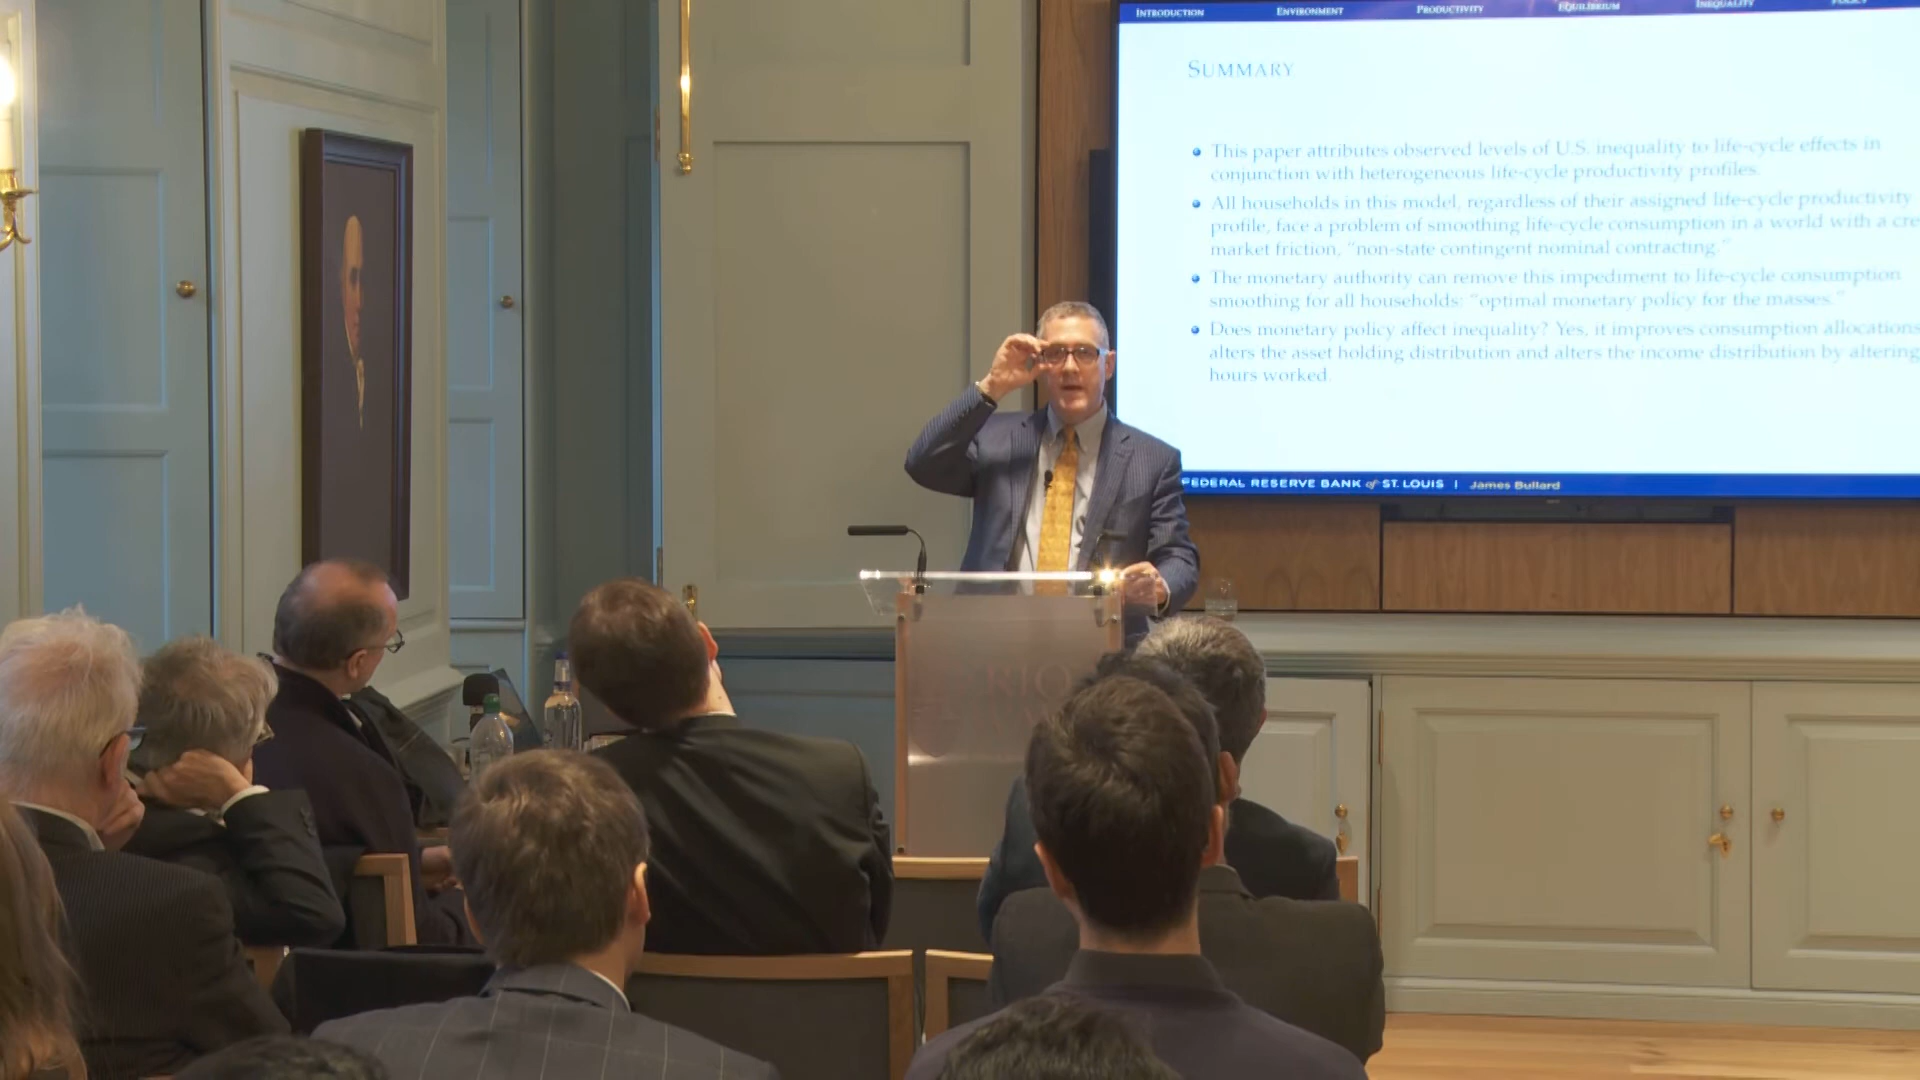 INTRODUCTION ENVIRONMENT PRODUCTIVITY EQUILIBRIUM INEQUALITY POLICY
SUMMARY
This paper attributes observed levels of U.S. inequality to life-cycle effects in
conjunction with heterogeneous life-cycle productivity profiles.
All households in this model, regardless of their assigned life-cycle productivity
profile, face a problem of smoothing life-cycle consumption in a world with a cre
market friction, "non-state contingent nominal contracting."
The monetary authority can remove this impediment to life-cycle consumption
smoothing for all households: "optimal monetary policy for the masses."
Does monetary policy affect inequality? Yes, it improves consumption allocations
alters the asset holding distribution and alters the income distribution by altering
hours worked.
FEDERAL RESERVE BANK of ST. LOUIS | James Bullard